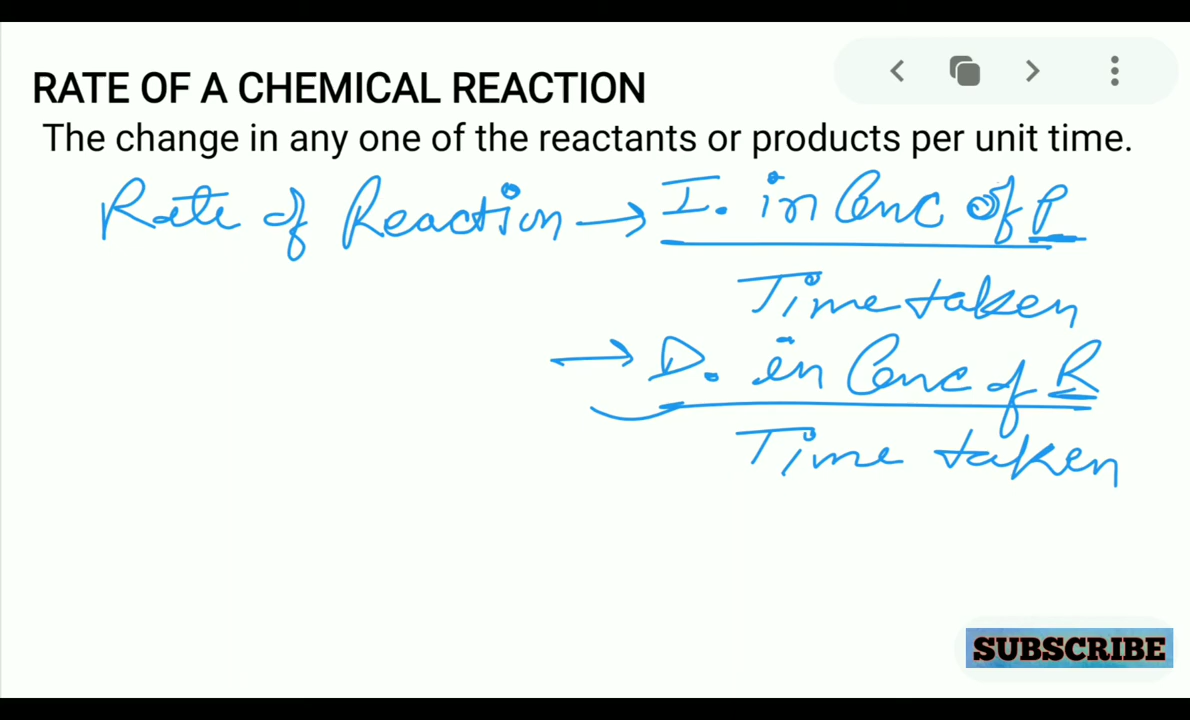 RATE OF A CHEMICAL REACTION
The change in any one of the reactants or products per unit time.
Rate of Reaction → I. in Conc of P
Time taken
→ D. in Conc of R
Time taken
SUBSCRIBE